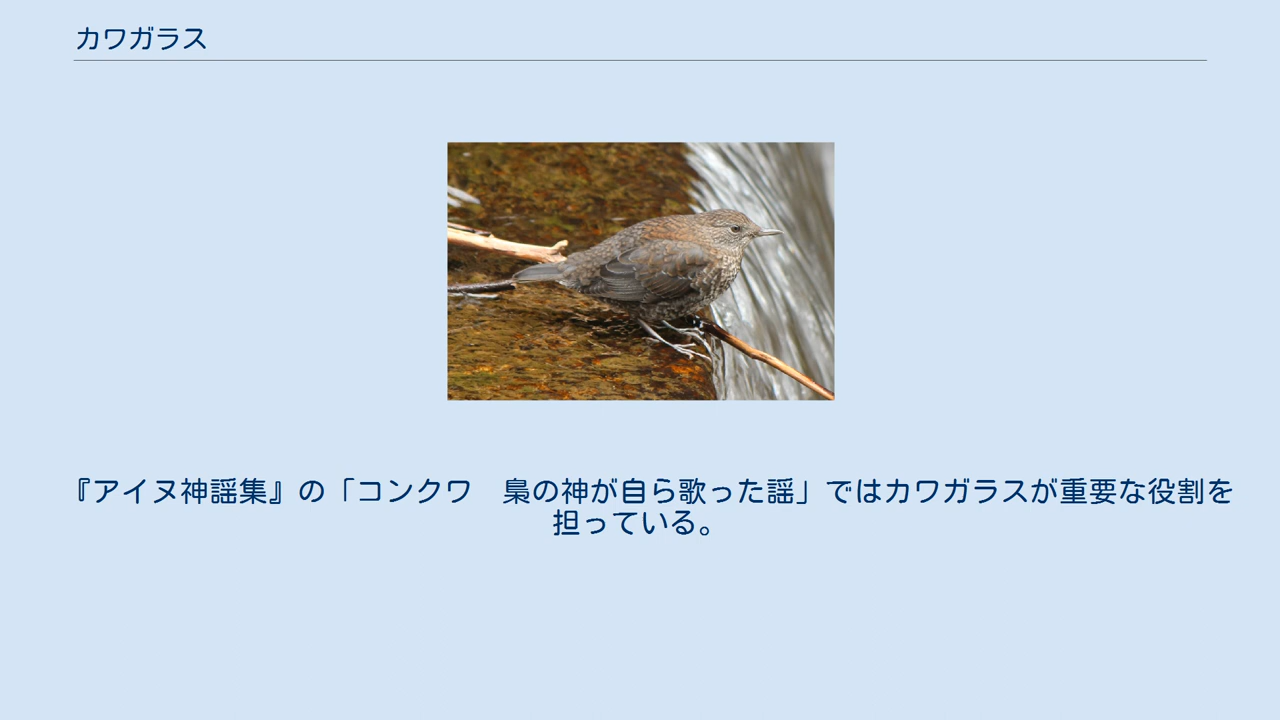 カワガラス
『アイヌ神謡集』の「コンクワ　梟の神が自ら歌った謡」ではカワガラスが重要な役割を
担っている。